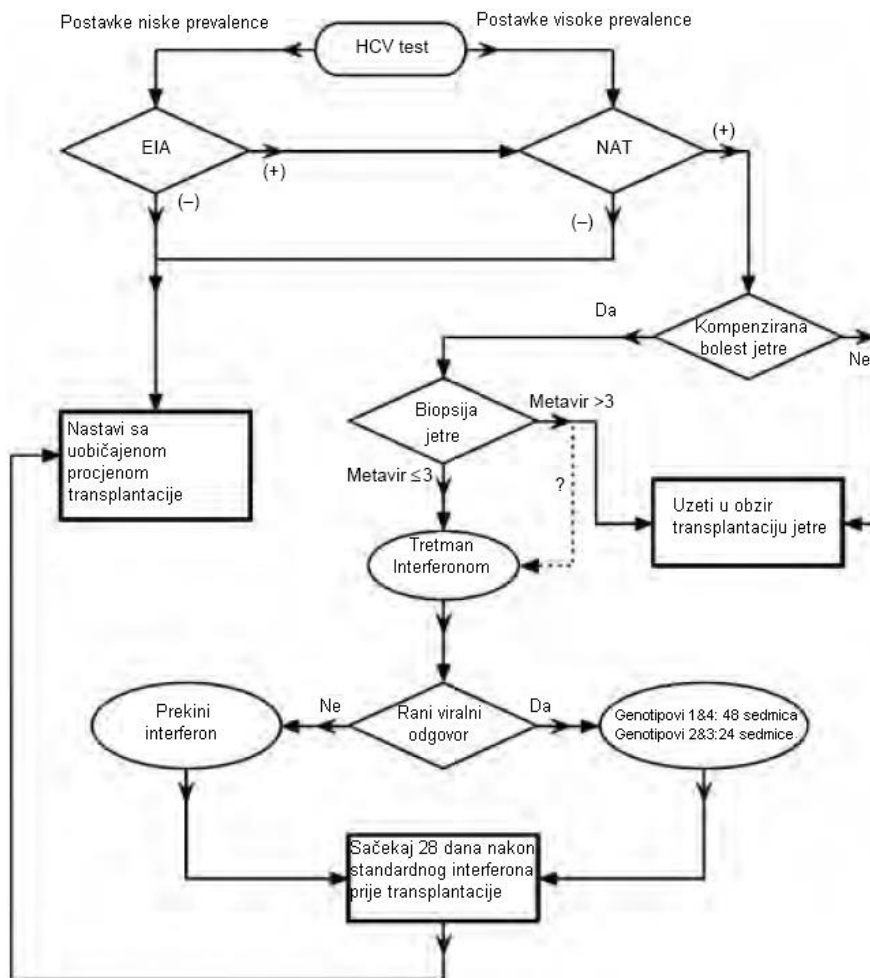 Postavke niske prevalence
Postavke visoke prevalence
HCV test
EIA
(+)
(–)
NAT
(+)
(–)
Da
Kompenzirana
bolest jetre
Ne
Biopsija
jetre
Metavir >3
Metavir ≤3
?
Nastavi sa
uobičajenom
procjenom
transplantacije
Uzeti u obzir
transplantaciju jetre
Tretman
Interferonom
Prekini
interferon
Ne
Rani viralni
odgovor
Da
Genotipovi 1&4: 48 sedmica
Genotipovi 2&3:24 sedmice
Sačekaj 28 dana nakon
standardnog interferona
prije transplantacije